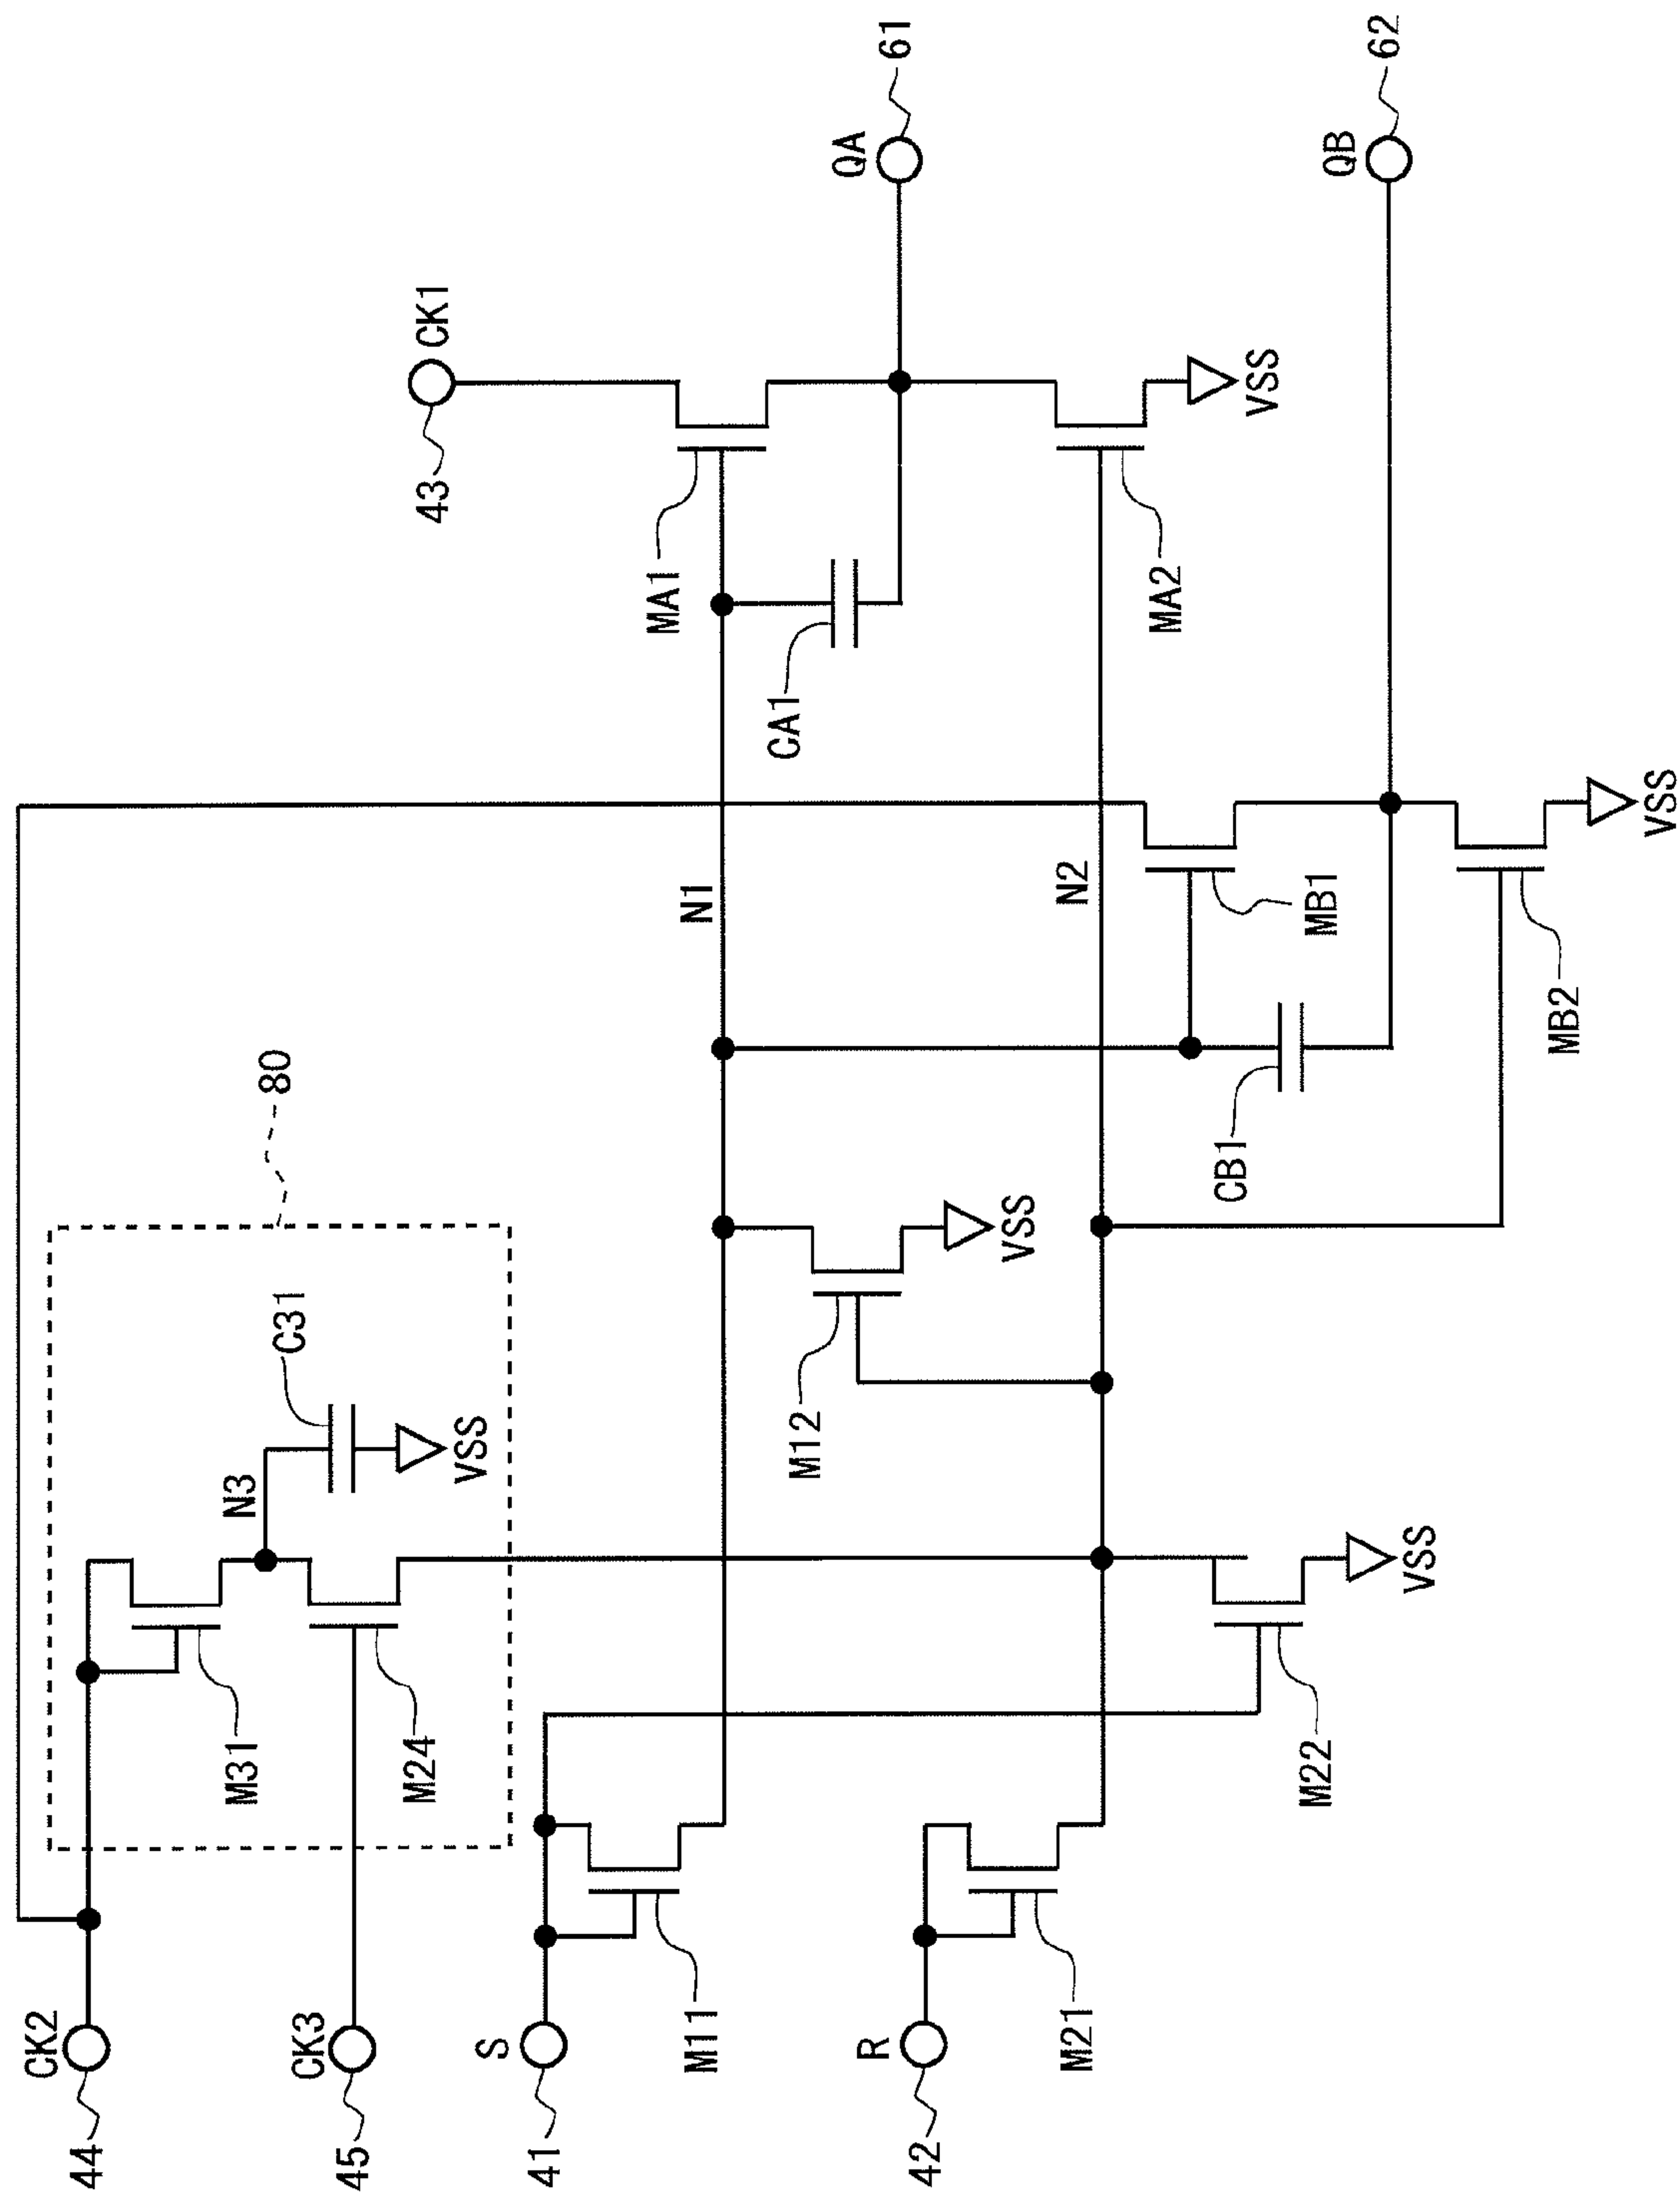 44
CK2
45
CK3
41
S
42
R
M31
M24
N3
C31
VSS
80
M11
M21
M22
VSS
M12
VSS
N1
N2
CB1
MB1
MB2
VSS
CA1
MA1
MA2
VSS
43
CK1
QA
61
QB
62